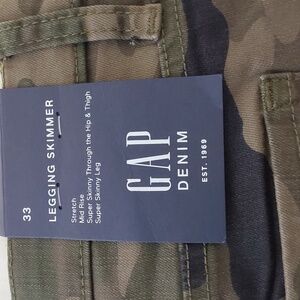 33
LEGGING SKIMMER
Stretch
Mid Rise
Super Skinny Through the Hip & Thigh
Super Skinny Leg
GAP
DENIM
EST. 1969